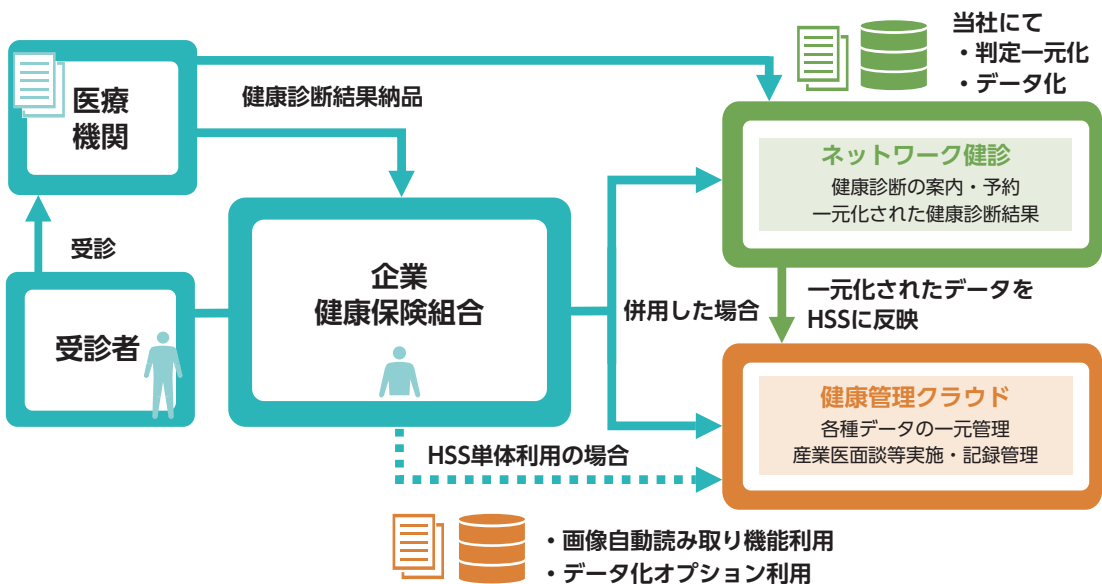 当社にて
・判定一元化
・データ化
医療
機関
健康診断結果納品
ネットワーク健診
健康診断の案内・予約
一元化された健康診断結果
受診
企業
健康保険組合
併用した場合
一元化されたデータを
HSSに反映
受診者
健康管理クラウド
各種データの一元管理
産業医面談等実施・記録管理
HSS単体利用の場合
・画像自動読み取り機能利用
・データ化オプション利用